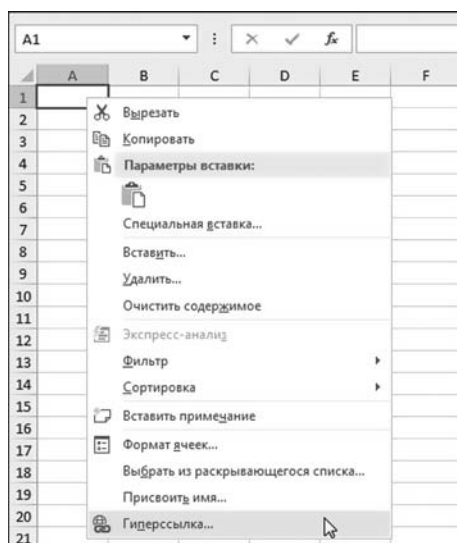 A1
fx
A B C D E F
1
2
Вырезать
3
Копировать
4
Параметры вставки:
5
6
7
Специальная вставка...
8
Вставить...
9
Удалить...
10
Очистить содержимое
11
12
Экспресс-анализ
13
Фильтр
14
Сортировка
15
Вставить примечание
16
17
Формат ячеек...
18
Выбрать из раскрывающегося списка...
19
Присвоить имя...
20
Гиперссылка...
21